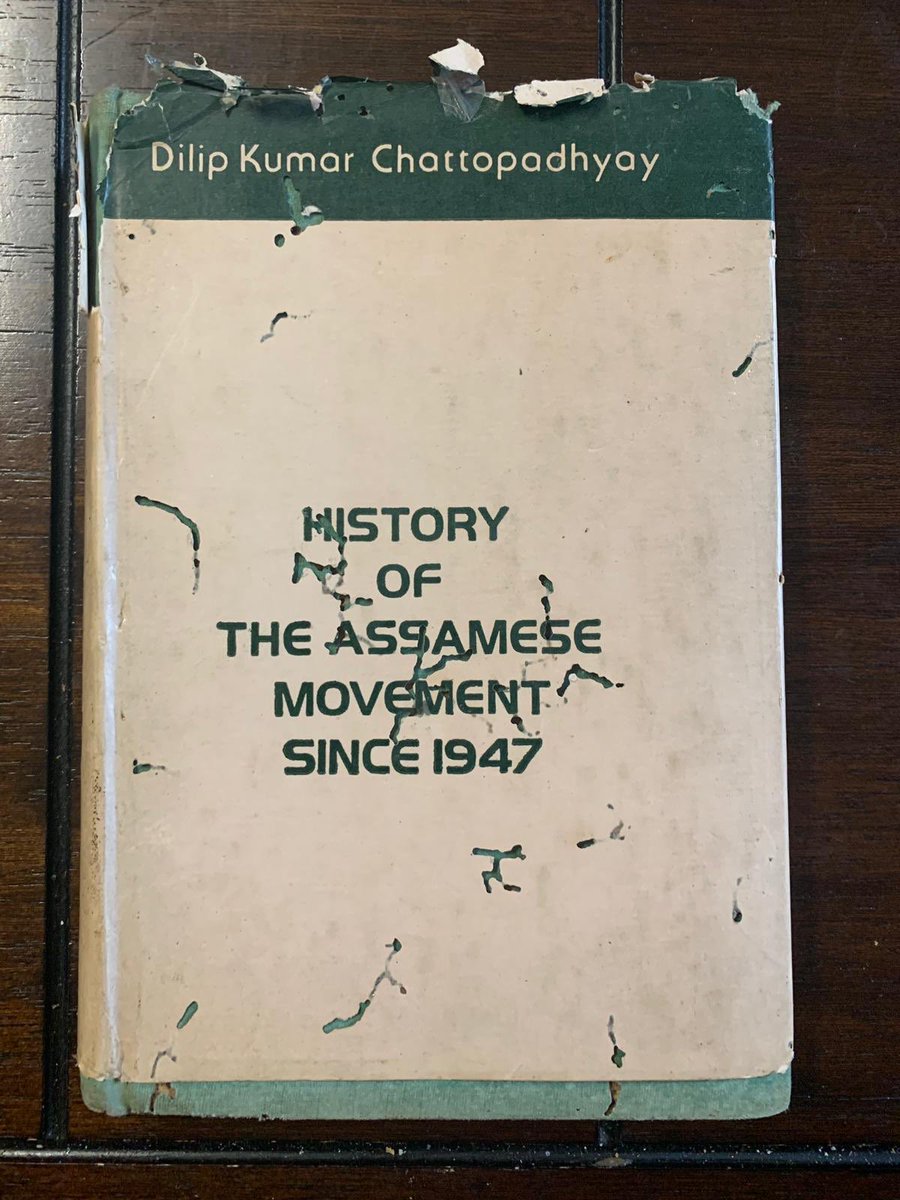 Dilip Kumar Chattopadhyay
HISTORY
OF
THE ASSAMESE
MOVEMENT
SINCE 1947